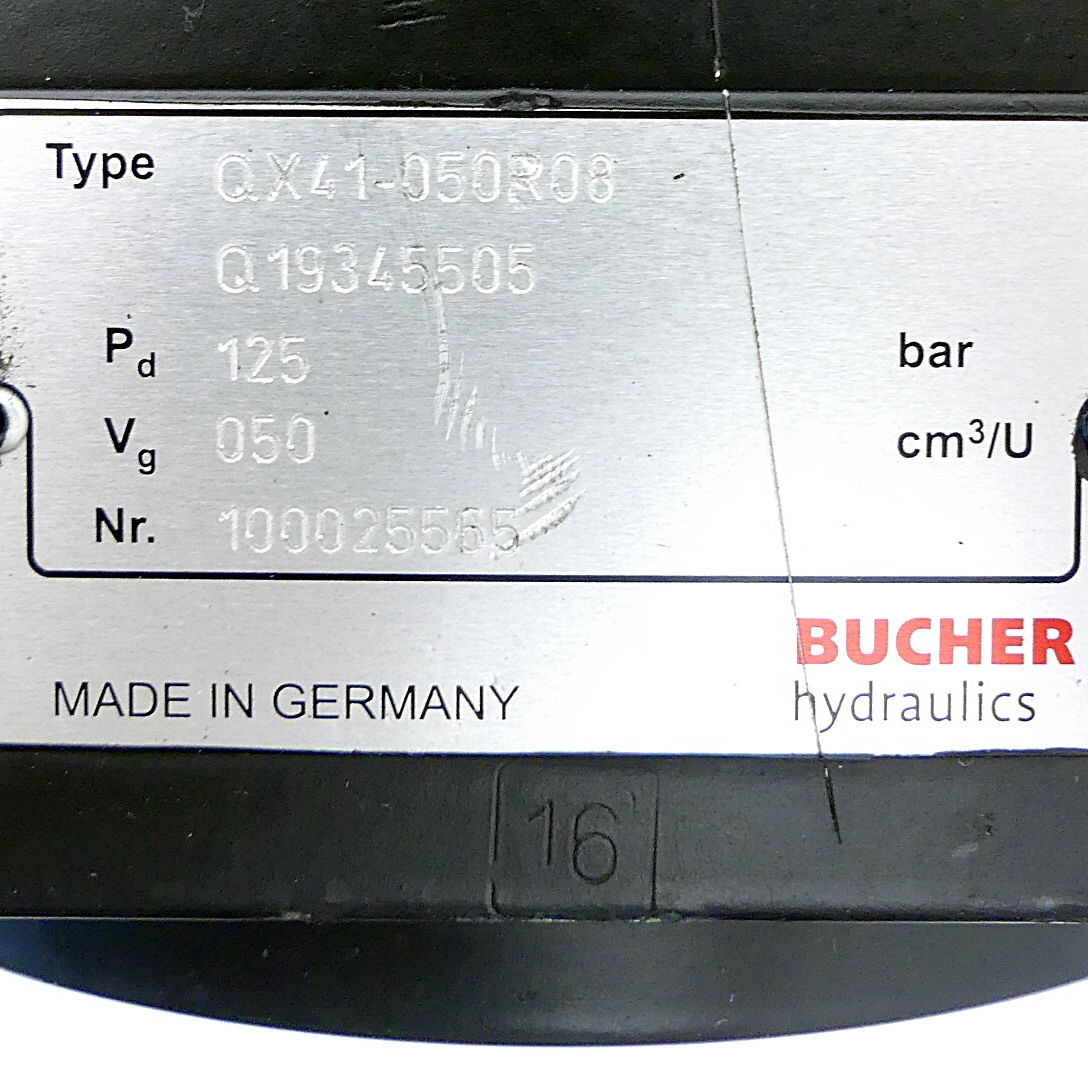 Type QX41-050R08
Q19345505
Pd 125 bar
Vg 050 cm³/U
Nr. 100025565
BUCHER
hydraulics
MADE IN GERMANY
16